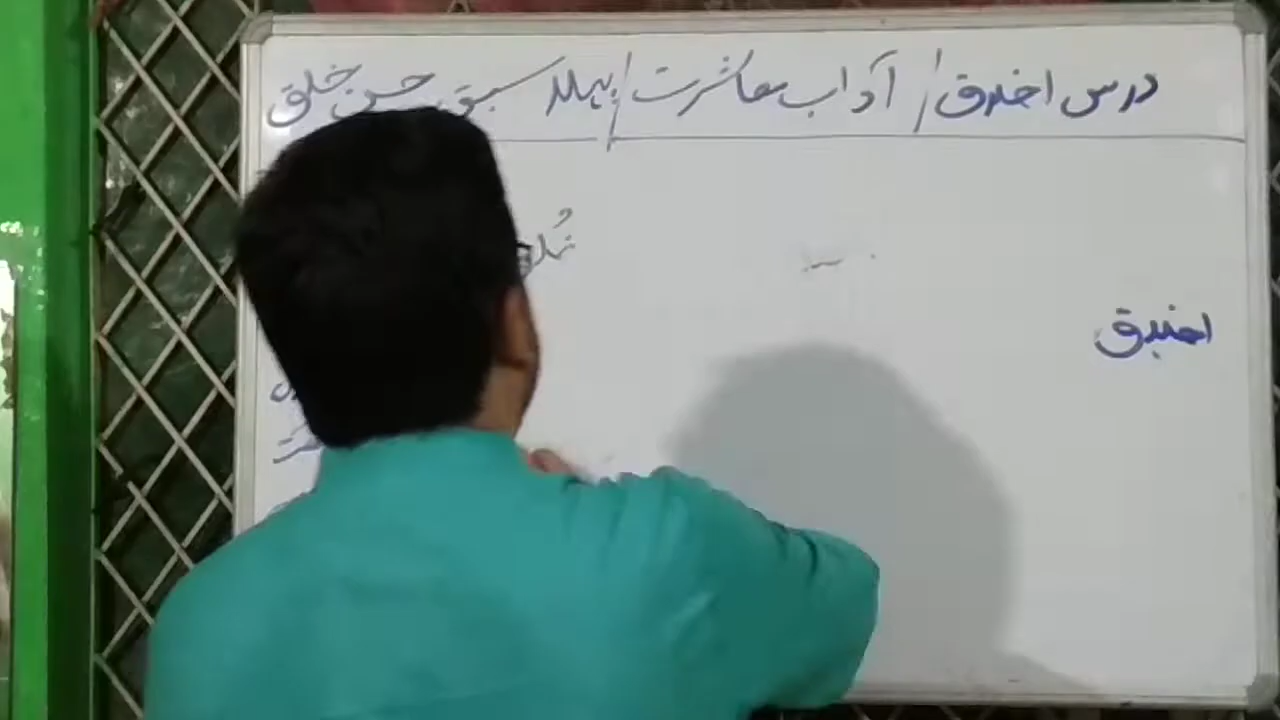 درس اخلاق / آداب معاشرت / پہلا سبق حسن خلق
اخلاق